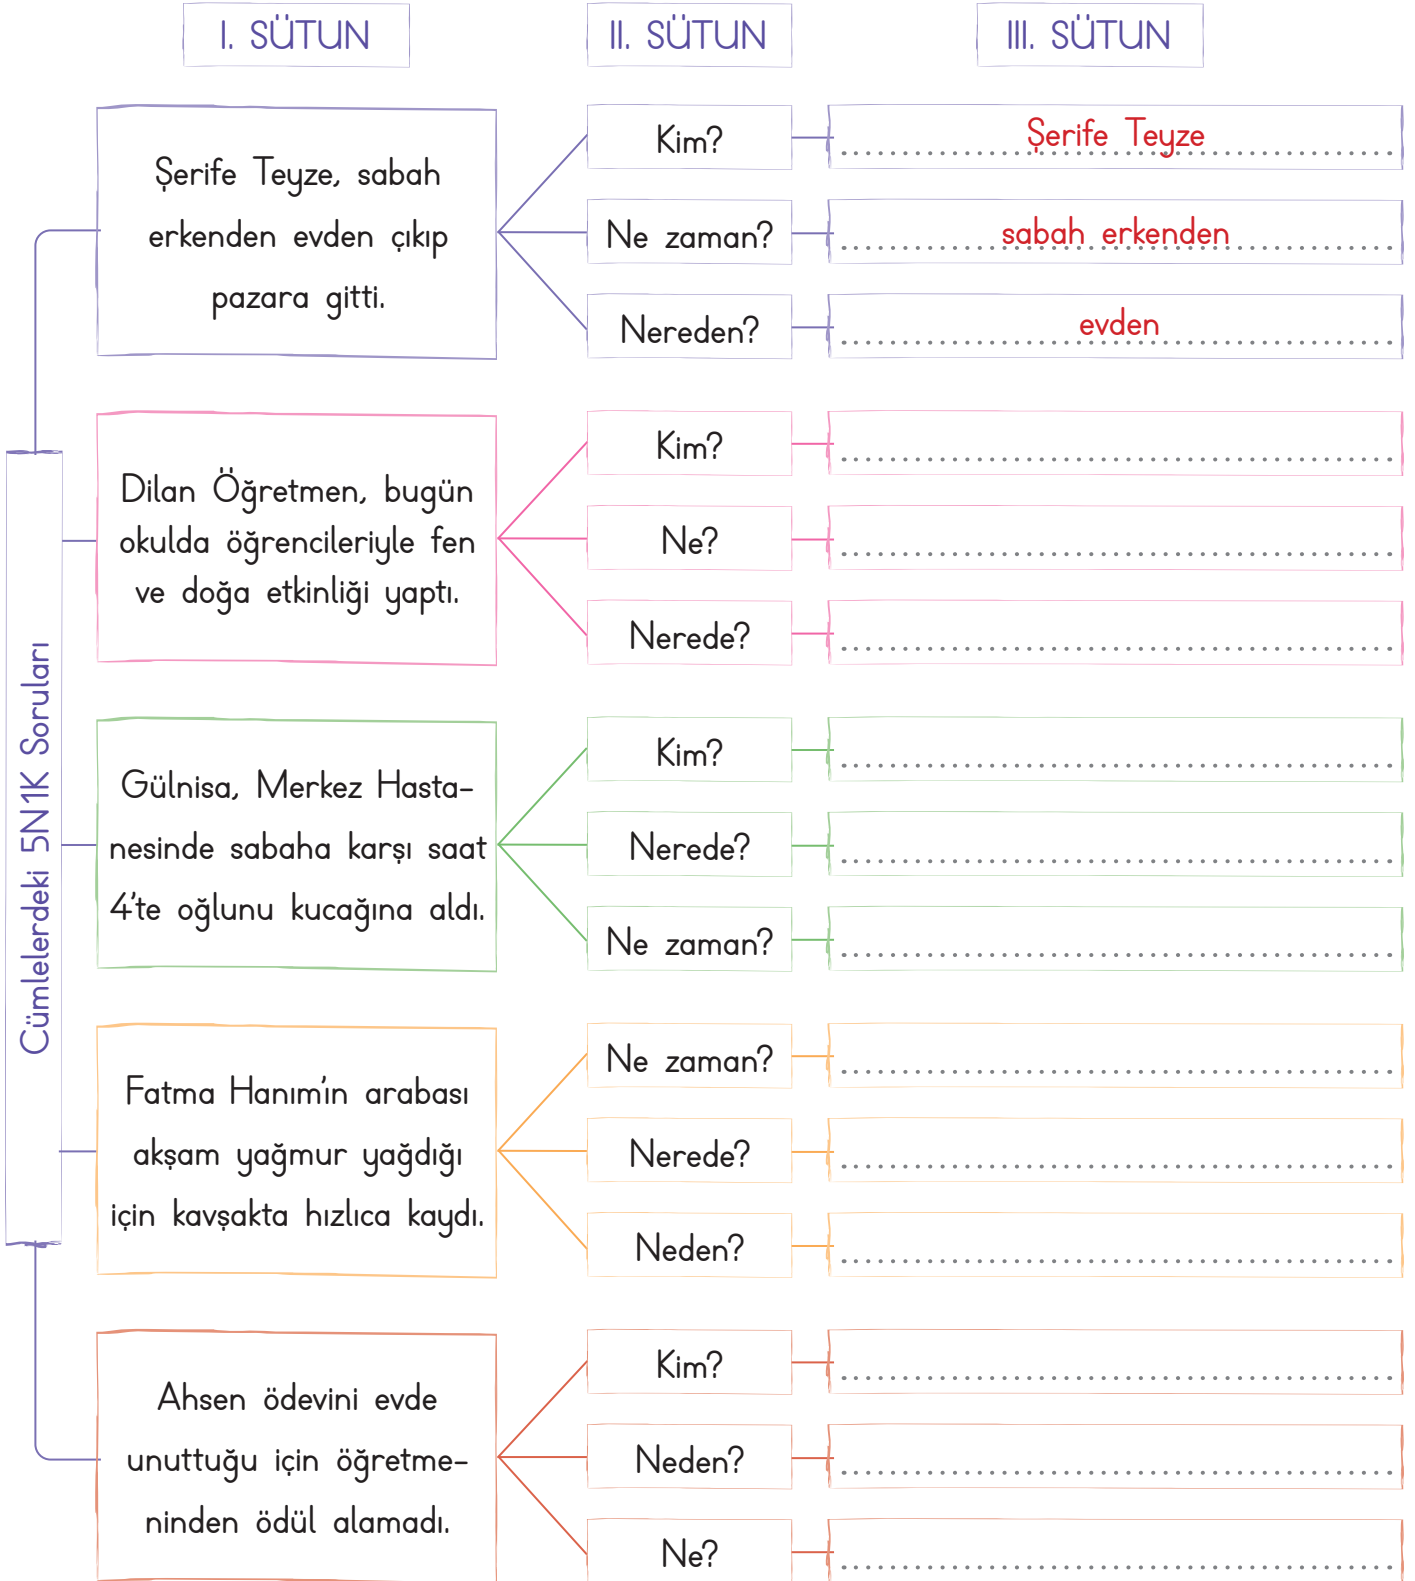 I. SÜTUN
II. SÜTUN
III. SÜTUN
Cümlelerdeki 5N1K Soruları
Şerife Teyze, sabah
erkenden evden çıkıp
pazara gitti.
Kim?
Şerife Teyze
Ne zaman?
sabah erkenden
Nereden?
evden
Dilan Öğretmen, bugün
okulda öğrencileriyle fen
ve doğa etkinliği yaptı.
Kim?
Ne?
Nerede?
Gülnisa, Merkez Hasta-
nesinde sabaha karşı saat
4'te oğlunu kucağına aldı.
Kim?
Nerede?
Ne zaman?
Fatma Hanım'ın arabası
akşam yağmur yağdığı
için kavşakta hızlıca kaydı.
Ne zaman?
Nerede?
Neden?
Ahsen ödevini evde
unuttuğu için öğretme-
ninden ödül alamadı.
Kim?
Neden?
Ne?